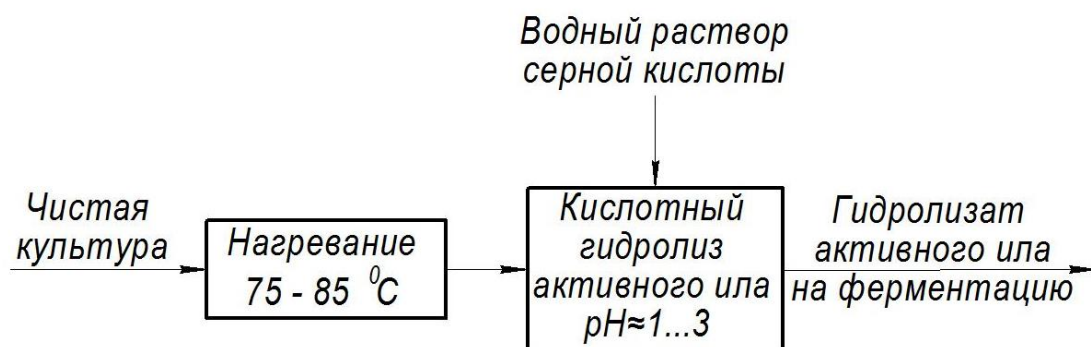 Водный раствор
серной кислоты
Чистая
культура
Нагревание
75 - 85 ⁰С
Кислотный
гидролиз
активного ила
pH≈1...3
Гидролизат
активного ила
на ферментацию